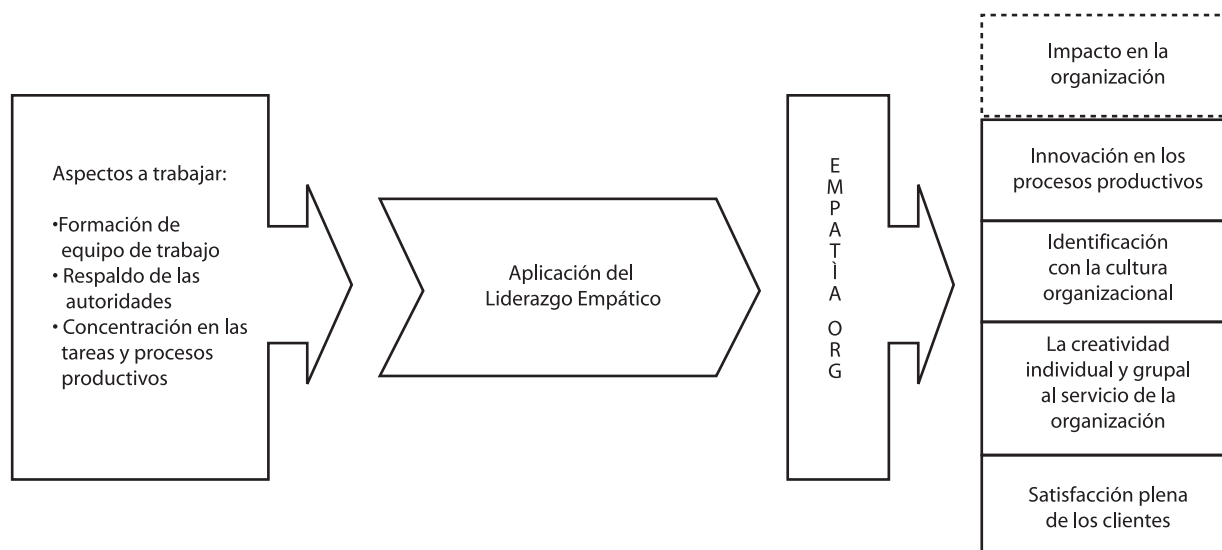 Aspectos a trabajar:
•Formación de
equipo de trabajo
• Respaldo de las
autoridades
• Concentración en las
tareas y procesos
productivos
Aplicación del
Liderazgo Empático
E
M
P
A
T
Ì
A
O
R
G
Impacto en la
organización
Innovación en los
procesos productivos
Identificación
con la cultura
organizacional
La creatividad
individual y grupal
al servicio de la
organización
Satisfacción plena
de los clientes